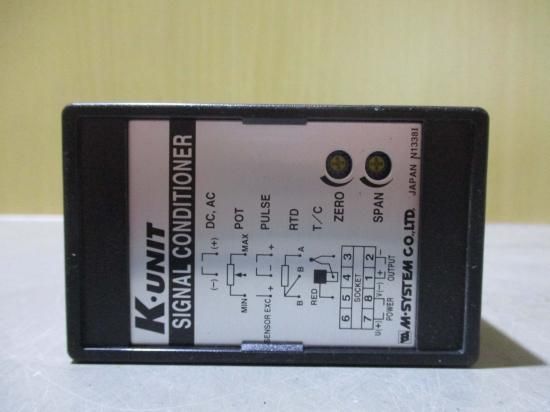 K·UNIT
SIGNAL CONDITIONER
(−) (+) DC, AC
MIN MAX POT
SENSOR EXC + + − PULSE
B B A RTD
RED T/C
ZERO
SPAN
6 5 4 3
SOCKET
7 8 1 2
U(+) V(−) + −
POWER OUTPUT
M-SYSTEM CO.,LTD.
JAPAN N1338I